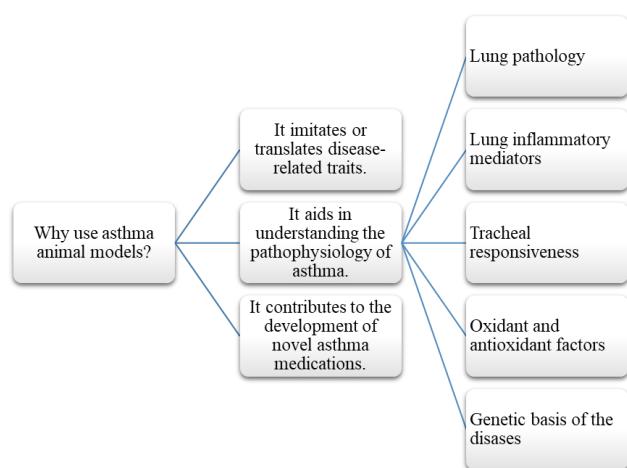 Why use asthma
animal models?
It imitates or
translates disease-
related traits.
It aids in
understanding the
pathophysiology of
asthma.
It contributes to the
development of
novel asthma
medications.
Lung pathology
Lung inflammatory
mediators
Tracheal
responsiveness
Oxidant and
antioxidant factors
Genetic basis of the
disases